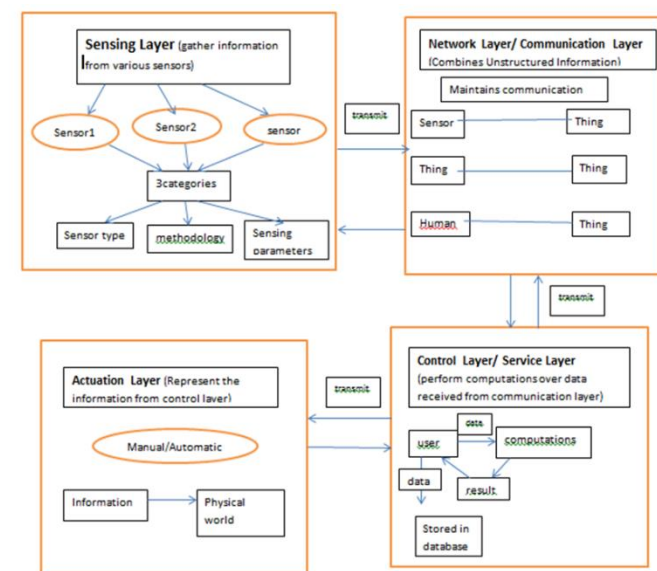 Sensing Layer (gather information
from various sensors)
Sensor1
Sensor2
sensor
3categories
Sensor type
methodology
Sensing
parameters
transmit
Network Layer/ Communication Layer
(Combines Unstructured Information)
Maintains communication
Sensor
Thing
Thing
Thing
Human
Thing
transmit
Actuation Layer (Represent the
information from control layer)
Manual/Automatic
Information
Physical
world
transmit
Control Layer/ Service Layer
(perform computations over data
received from communication layer)
user
data
computations
data
result
Stored in
database